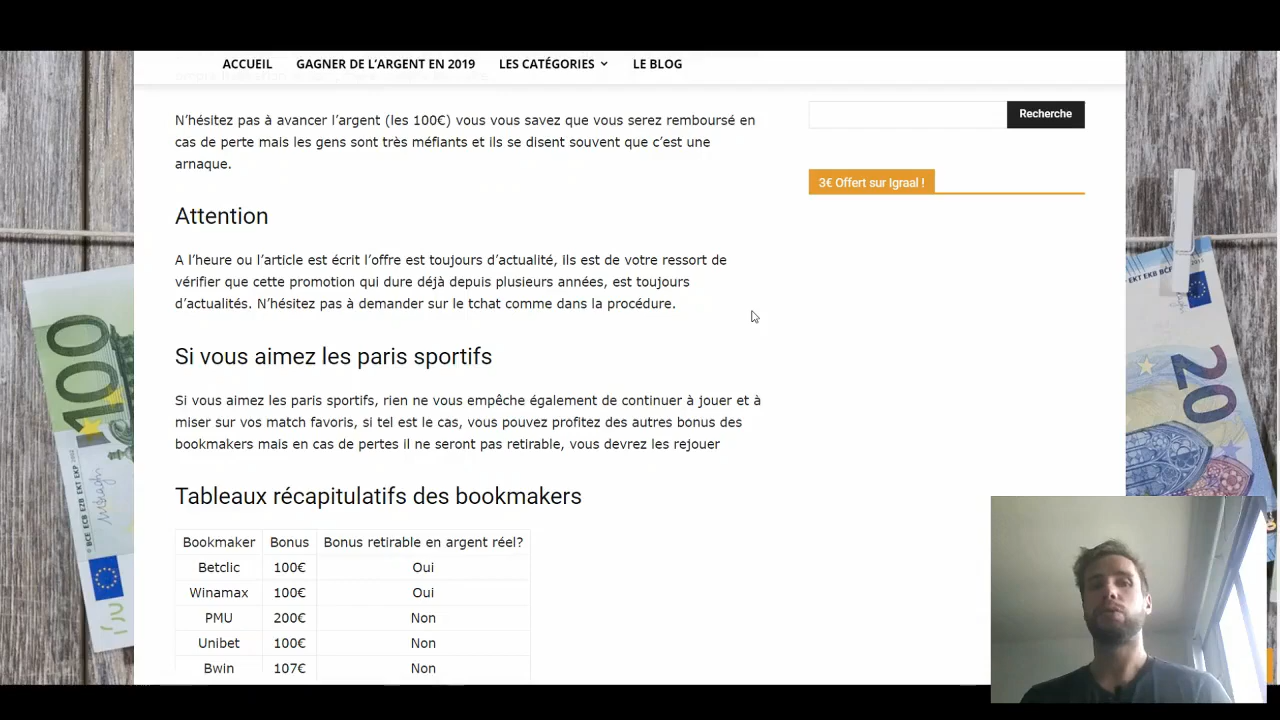 ACCUEIL GAGNER DE L'ARGENT EN 2019 LES CATÉGORIES LE BLOG
N'hésitez pas à avancer l'argent (les 100€) vous vous savez que vous serez remboursé en
cas de perte mais les gens sont très méfiants et ils se disent souvent que c'est une
arnaque.
Recherche
3€ Offert sur Igraal !
Attention
A l'heure ou l'article est écrit l'offre est toujours d'actualité, ils est de votre ressort de
vérifier que cette promotion qui dure déjà depuis plusieurs années, est toujours
d'actualités. N'hésitez pas à demander sur le tchat comme dans la procédure.
Si vous aimez les paris sportifs
Si vous aimez les paris sportifs, rien ne vous empêche également de continuer à jouer et à
miser sur vos match favoris, si tel est le cas, vous pouvez profitez des autres bonus des
bookmakers mais en cas de pertes il ne seront pas retirable, vous devrez les rejouer
Tableaux récapitulatifs des bookmakers
Bookmaker Bonus Bonus retirable en argent réel?
Betclic 100€ Oui
Winamax 100€ Oui
PMU 200€ Non
Unibet 100€ Non
Bwin 107€ Non
100
20